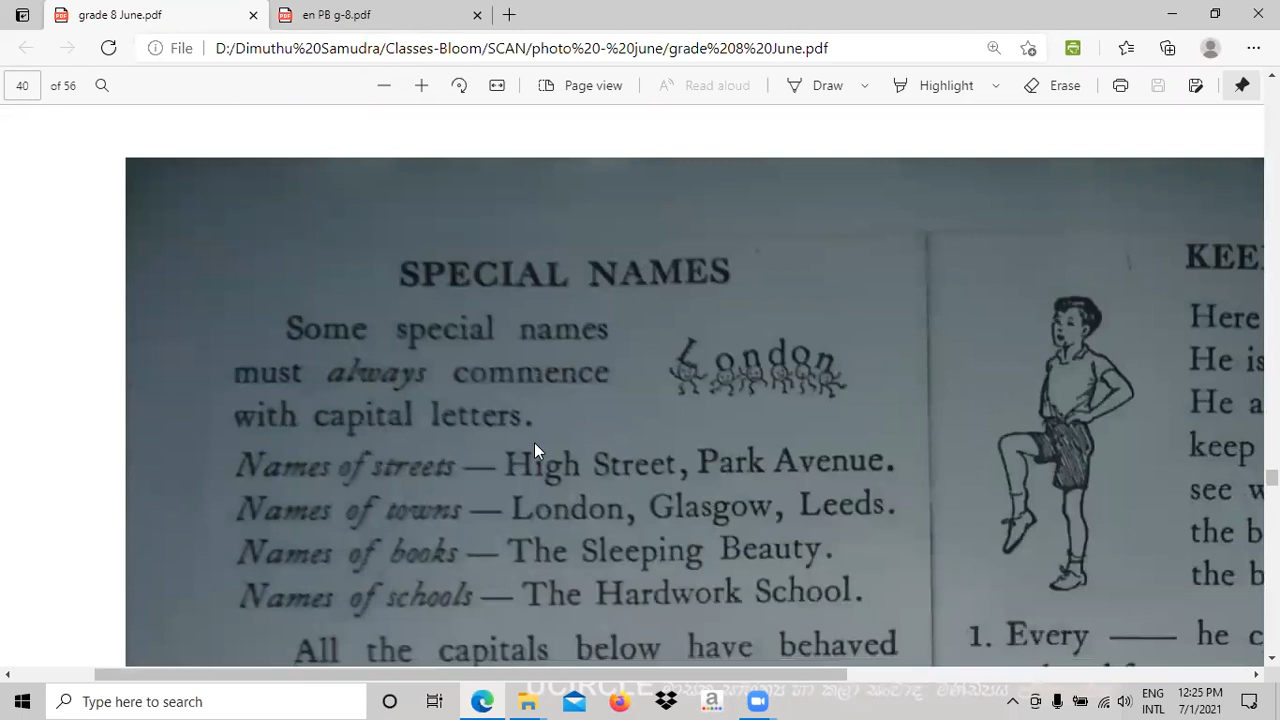 grade 8 June.pdf
en PB g-8.pdf
File
D:/Dimuthu%20Samudra/Classes-Bloom/SCAN/photo%20-%20june/grade%208%20June.pdf
40
of 56
Page view
Read aloud
Draw
Highlight
Erase
SPECIAL NAMES
Some special names
must always commence
with capital letters.
London
Names of streets — High Street, Park Avenue.
Names of towns — London, Glasgow, Leeds.
Names of books — The Sleeping Beauty.
Names of schools — The Hardwork School.
All the capitals below have behaved
KEE
Here
He is
He a
keep
see w
the b
the b
1. Every —— he c
Type here to search
ENG
INTL
12:25 PM
7/1/2021